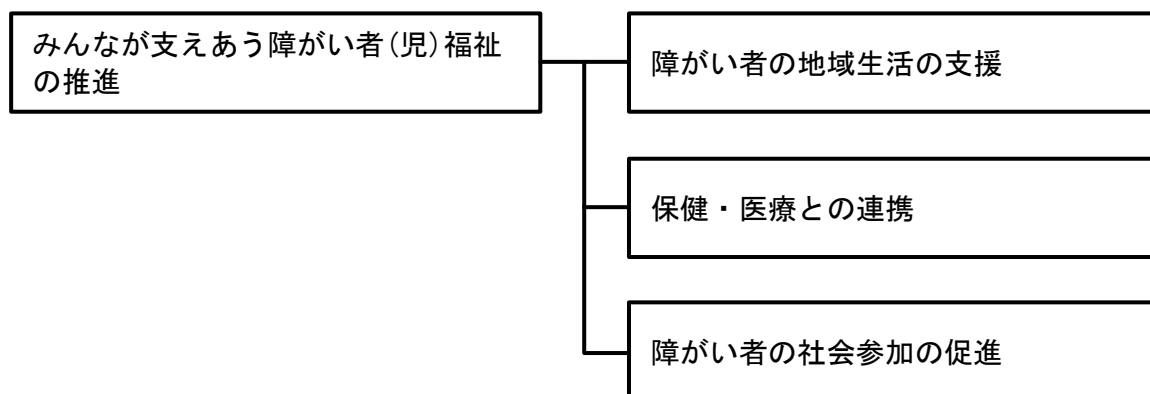 みんなが支えあう障がい者(児)福祉
の推進
障がい者の地域生活の支援
保健・医療との連携
障がい者の社会参加の促進